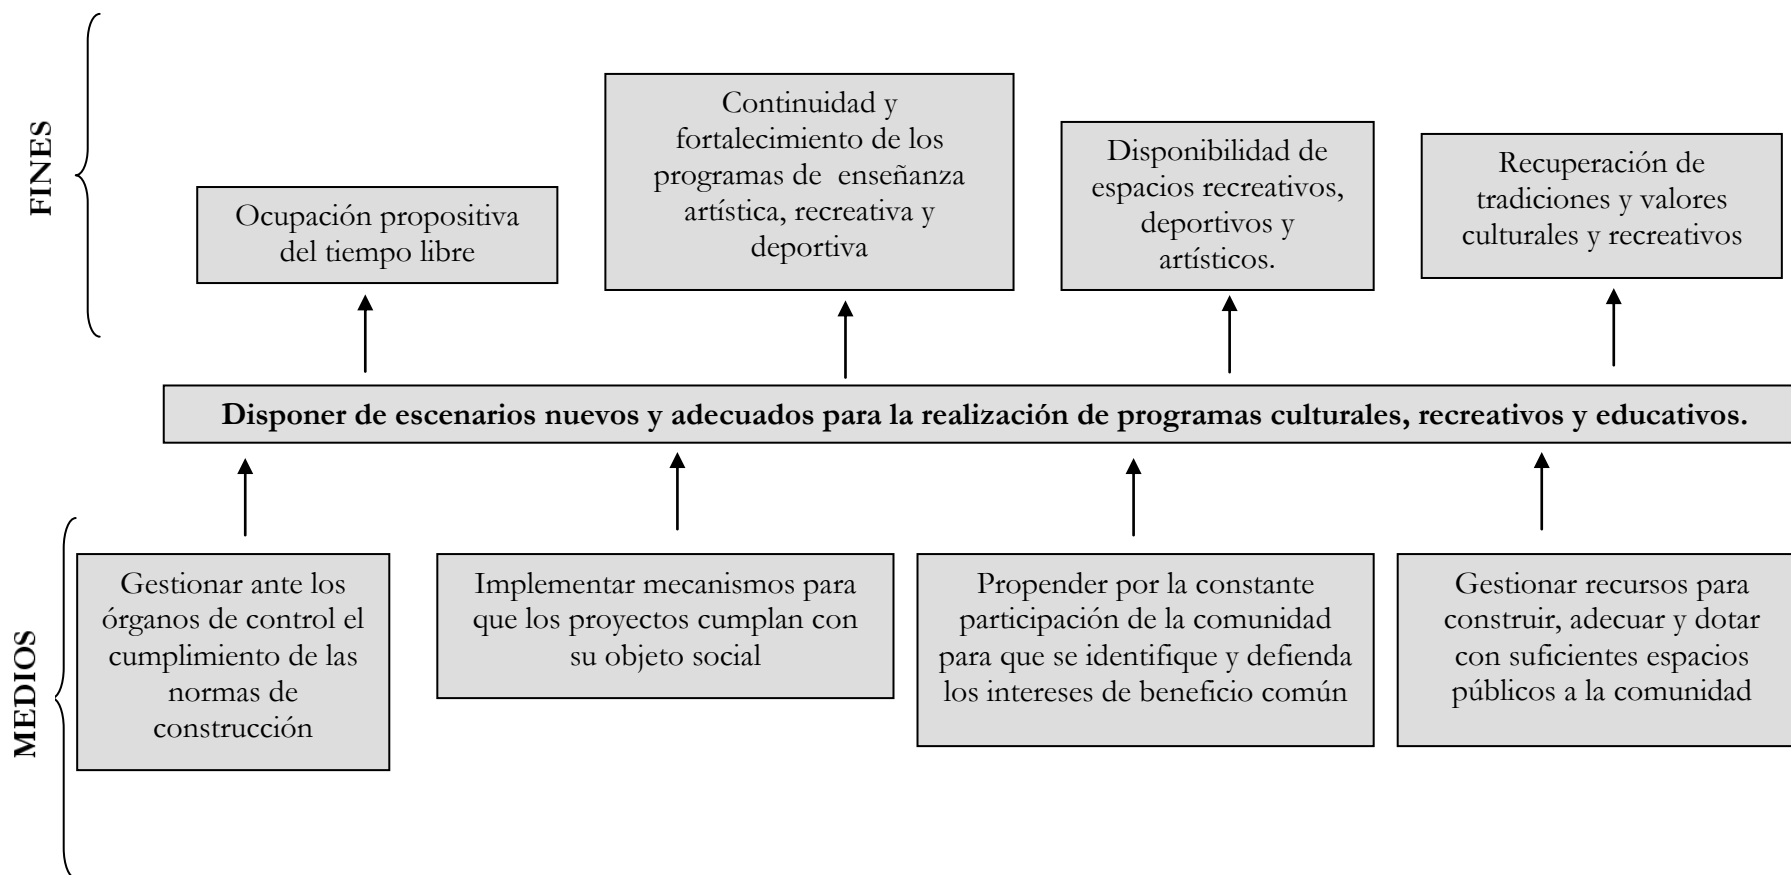 FINES
Ocupación propositiva
del tiempo libre
Continuidad y
fortalecimiento de los
programas de  enseñanza
artística, recreativa y
deportiva
Disponibilidad de
espacios recreativos,
deportivos y
artísticos.
Recuperación de
tradiciones y valores
culturales y recreativos
Disponer de escenarios nuevos y adecuados para la realización de programas culturales, recreativos y educativos.
MEDIOS
Gestionar ante los
órganos de control el
cumplimiento de las
normas de
construcción
Implementar mecanismos para
que los proyectos cumplan con
su objeto social
Propender por la constante
participación de la comunidad
para que se identifique y defienda
los intereses de beneficio común
Gestionar recursos para
construir, adecuar y dotar
con suficientes espacios
públicos a la comunidad